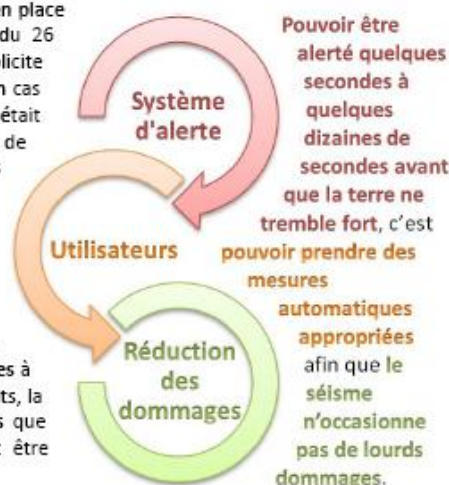 en place
du 26
plicite
n cas
était
de
Système
d'alerte
Utilisateurs
Réduction
des
dommages
Pouvoir être
alerté quelques
secondes à
quelques
dizaines de
secondes avant
que la terre ne
tremble fort, c'est
pouvoir prendre des
mesures
automatiques
appropriées
afin que le
séisme
n'occasionne
pas de lourds
dommages.
es à
ts, la
s que
être